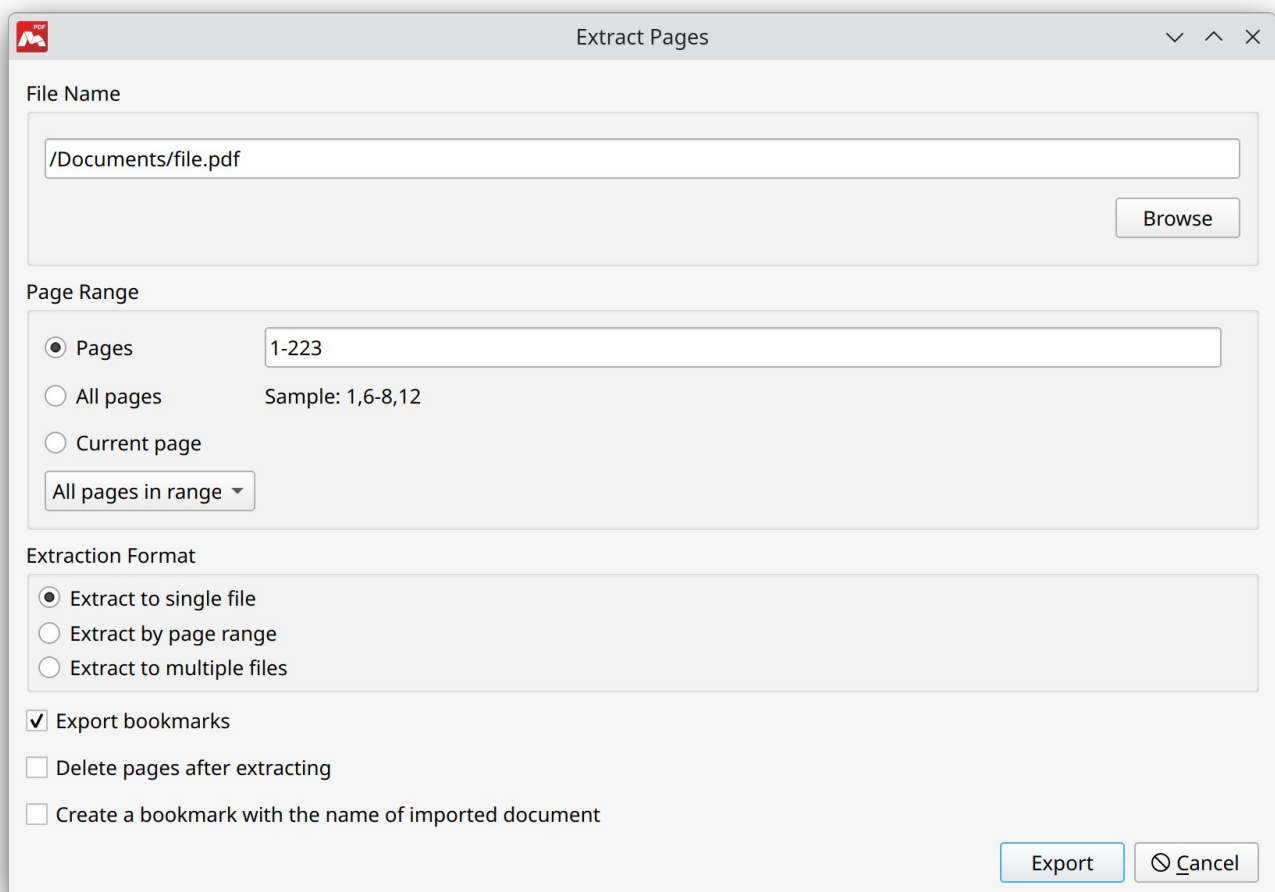 PDF
Extract Pages
File Name
/Documents/file.pdf
Browse
Page Range
Pages
1-223
All pages
Sample: 1,6-8,12
Current page
All pages in range
Extraction Format
Extract to single file
Extract by page range
Extract to multiple files
Export bookmarks
Delete pages after extracting
Create a bookmark with the name of imported document
Export
Cancel